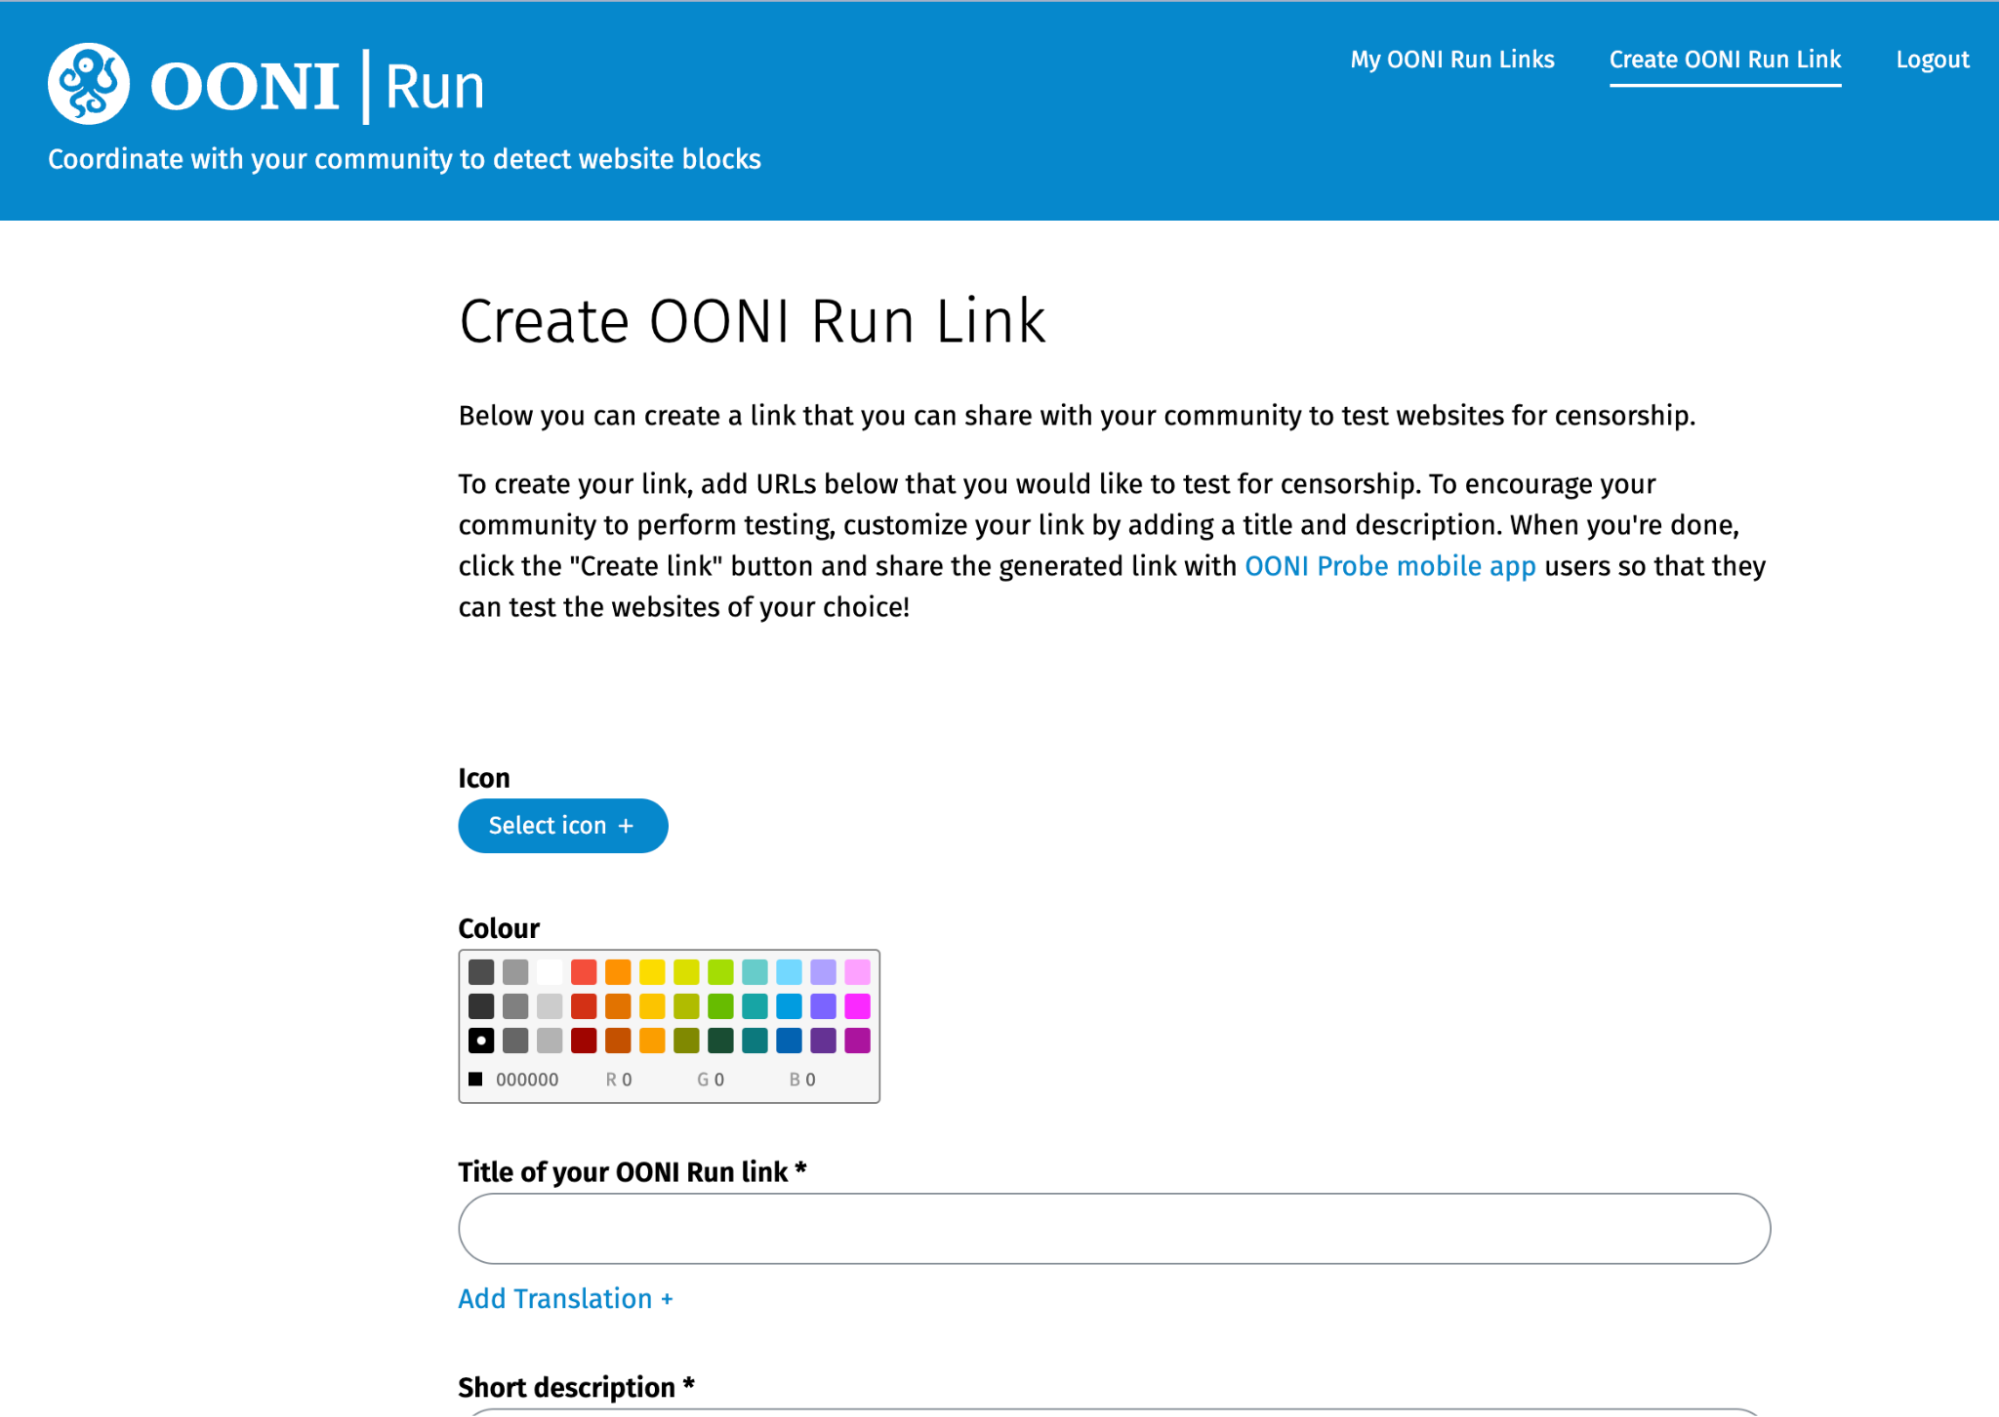 OONI | Run
My OONI Run Links
Create OONI Run Link
Logout
Coordinate with your community to detect website blocks
Create OONI Run Link
Below you can create a link that you can share with your community to test websites for censorship.
To create your link, add URLs below that you would like to test for censorship. To encourage your
community to perform testing, customize your link by adding a title and description. When you're done,
click the "Create link" button and share the generated link with OONI Probe mobile app users so that they
can test the websites of your choice!
Icon
Select icon +
Colour
000000 R 0 G 0 B 0
Title of your OONI Run link *
Add Translation +
Short description *